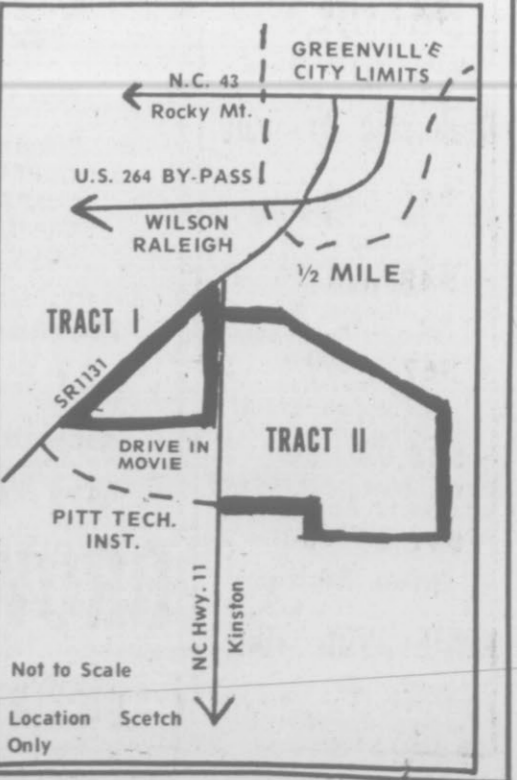 GREENVILLE
CITY LIMITS
N.C. 43
Rocky Mt.
U.S. 264 BY-PASS
WILSON
RALEIGH
½ MILE
TRACT I
SR1131
DRIVE IN
MOVIE
TRACT II
PITT TECH.
INST.
NC Hwy. 11
Kinston
Not to Scale
Location Scetch
Only